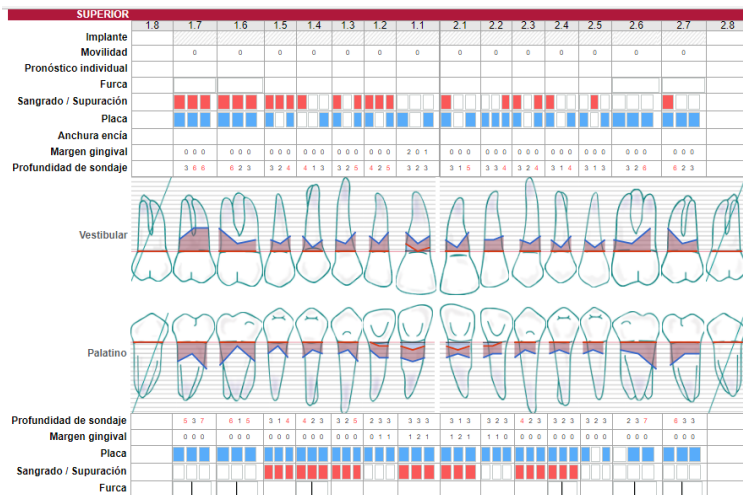 SUPERIOR
1.8 1.7 1.6 1.5 1.4 1.3 1.2 1.1 2.1 2.2 2.3 2.4 2.5 2.6 2.7 2.8
Implante
Movilidad 0 0 0 0 0 0 0 0 0 0 0 0 0 0
Pronóstico individual
Furca
Sangrado / Supuración
Placa
Anchura encía
Margen gingival 0 0 0 0 0 0 0 0 0 0 0 0 0 0 0 0 0 0 2 0 1 0 0 0 0 0 0 0 0 0 0 0 0 0 0 0 0 0 0 0 0 0
Profundidad de sondaje 3 6 6 6 2 3 3 2 4 4 1 3 3 2 5 4 2 5 3 2 3 3 1 5 3 3 4 3 2 4 3 1 4 3 1 3 3 2 6 6 2 3
Vestibular
Palatino
Profundidad de sondaje 5 3 7 6 1 5 3 1 4 4 2 3 3 2 5 2 3 3 3 3 3 3 1 3 3 2 3 4 2 3 3 2 3 3 2 3 2 3 7 6 3 3
Margen gingival 0 0 0 0 0 0 0 0 0 0 0 0 0 0 0 0 1 1 1 2 1 1 2 1 1 1 0 0 0 0 0 0 0 0 0 0 0 0 0 0 0 0
Placa
Sangrado / Supuración
Furca